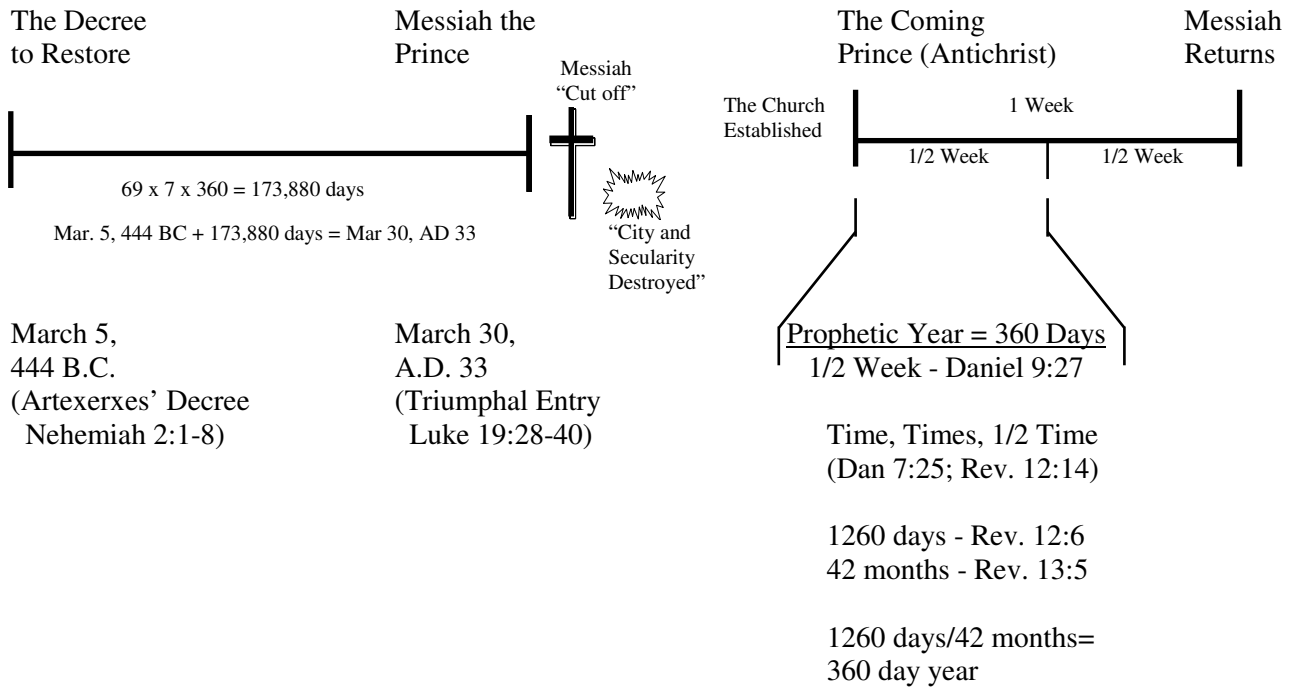 The Decree
to Restore
Messiah the
Prince
Messiah
“Cut off”
The Coming
Prince (Antichrist)
Messiah
Returns
The Church
Established
1 Week
1/2 Week
1/2 Week
69 x 7 x 360 = 173,880 days
Mar. 5, 444 BC + 173,880 days = Mar 30, AD 33
“City and
Secularity
Destroyed”
March 5,
444 B.C.
(Artexerxes’ Decree
Nehemiah 2:1-8)
March 30,
A.D. 33
(Triumphal Entry
Luke 19:28-40)
Prophetic Year = 360 Days
1/2 Week - Daniel 9:27
Time, Times, 1/2 Time
(Dan 7:25; Rev. 12:14)
1260 days - Rev. 12:6
42 months - Rev. 13:5
1260 days/42 months=
360 day year